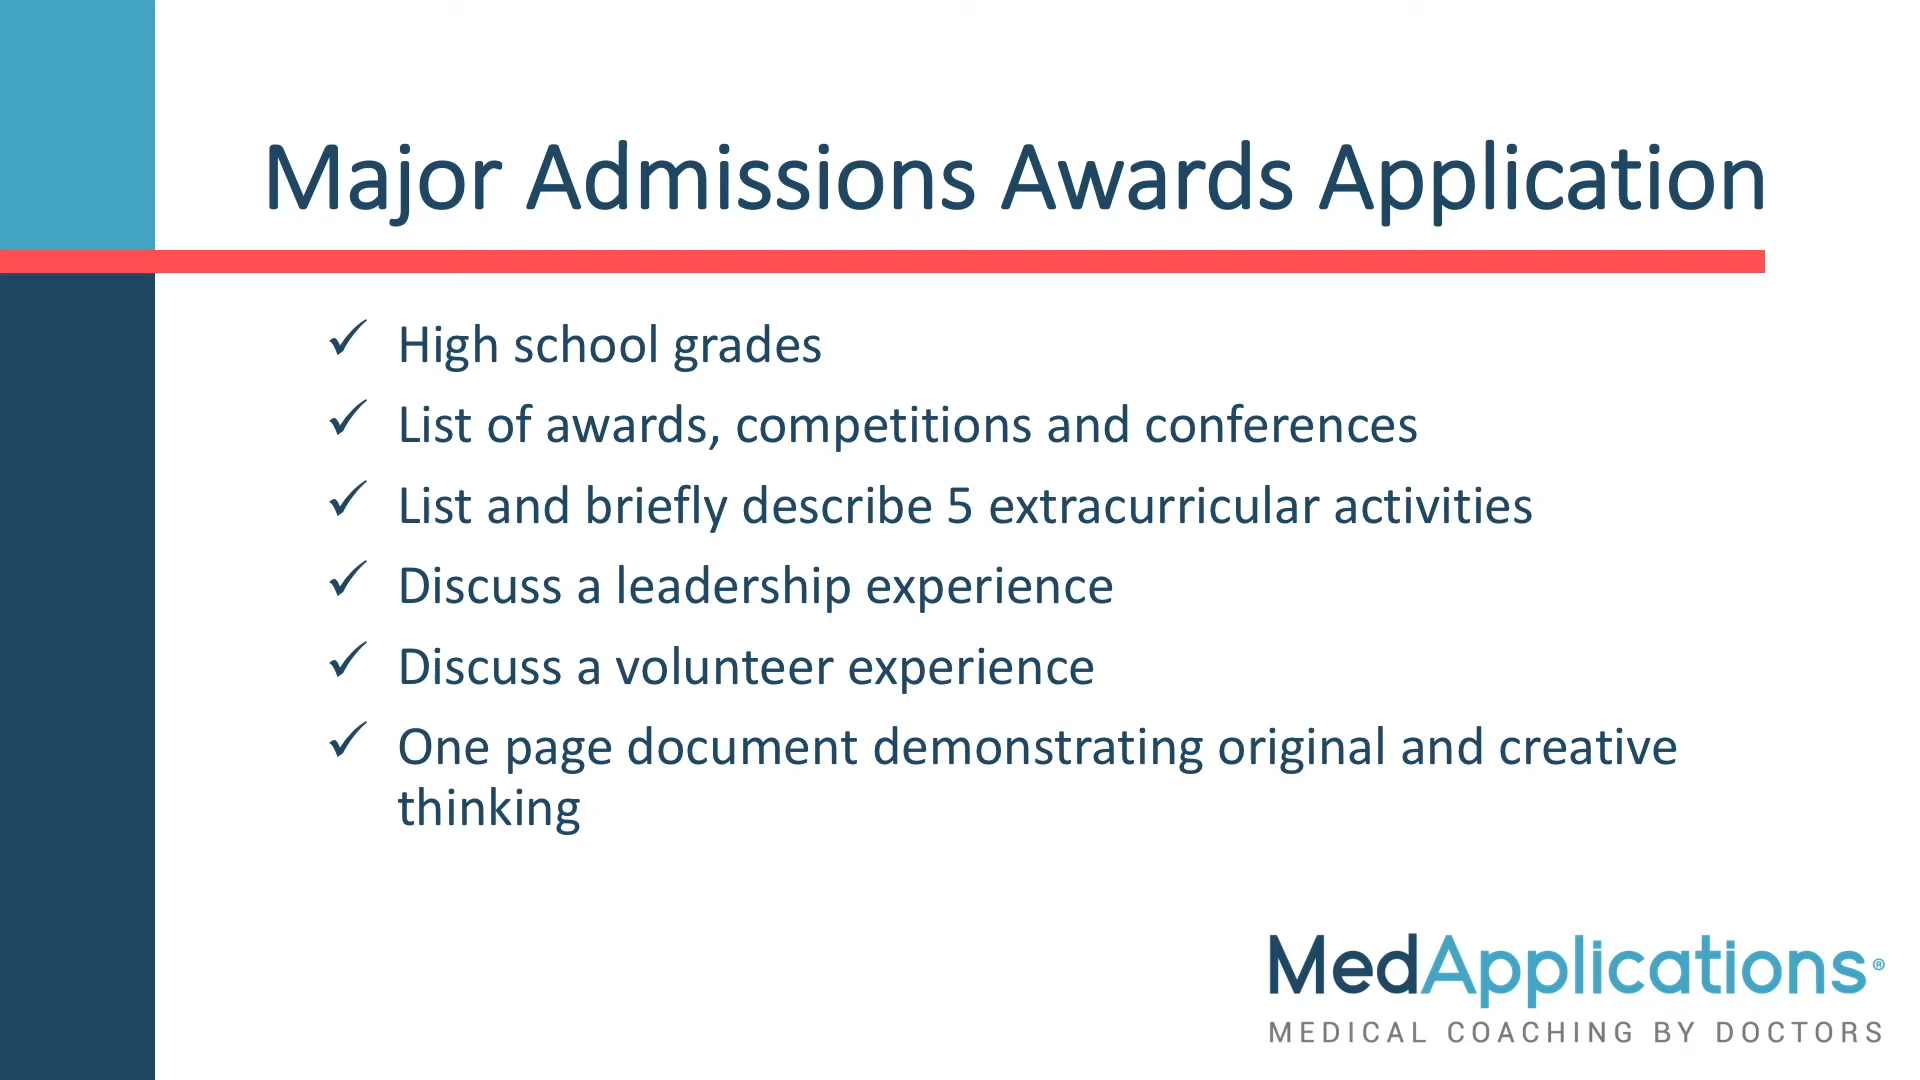 Major Admissions Awards Application
✓ High school grades
✓ List of awards, competitions and conferences
✓ List and briefly describe 5 extracurricular activities
✓ Discuss a leadership experience
✓ Discuss a volunteer experience
✓ One page document demonstrating original and creative
thinking
MedApplications®
MEDICAL COACHING BY DOCTORS